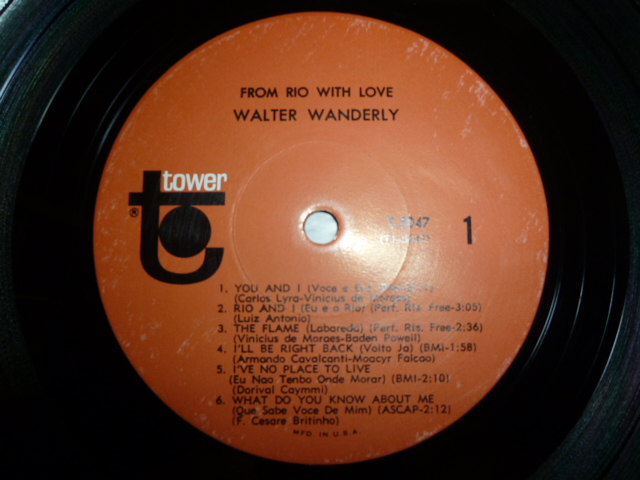 FROM RIO WITH LOVE
WALTER WANDERLY
tower
®
1
1. YOU AND I (Voce e
(Carlos Lyra-Vinicius de Moraes)
2. RIO AND I (Eu e o Rio) (Perf. Rts. Free-3:05)
(Luiz Antonio)
3. THE FLAME (Labareda) (Perf. Rts. Free-2:36)
(Vinicius de Moraes-Baden Powell)
4. I'LL BE RIGHT BACK (Volto Ja) (BMI-1:58)
(Armando Cavalcanti-Moacyr Falcao)
5. I'VE NO PLACE TO LIVE
(Eu Nao Tenbo Onde Morar) (BMI-2:10)
(Dorival Caymmi)
6. WHAT DO YOU KNOW ABOUT ME
(Que Sabe Voce De Mim) (ASCAP-2:12)
(F. Cesare Britinho)
MFD. IN U.S.A.